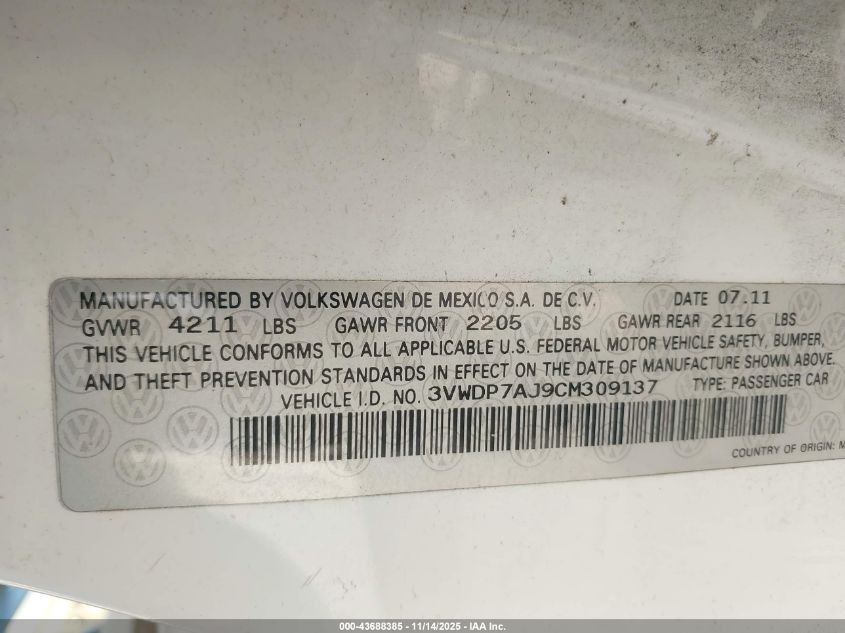 MANUFACTURED BY VOLKSWAGEN DE MEXICO S.A. DE C.V. DATE 07.11
GVWR 4211 LBS GAWR FRONT 2205 LBS GAWR REAR 2116 LBS
THIS VEHICLE CONFORMS TO ALL APPLICABLE U.S. FEDERAL MOTOR VEHICLE SAFETY, BUMPER,
AND THEFT PREVENTION STANDARDS IN EFFECT ON THE DATE OF MANUFACTURE SHOWN ABOVE.
VEHICLE I.D. NO. 3VWDP7AJ9CM309137 TYPE: PASSENGER CAR
COUNTRY OF ORIGIN: M
000-43688385 - 11/14/2025 - IAA Inc.